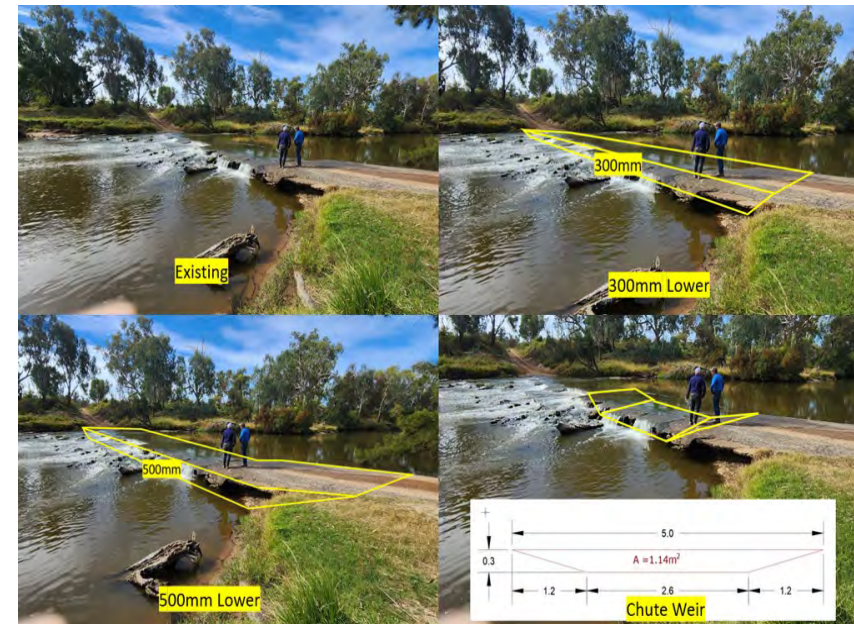 Existing
300mm
300mm Lower
500mm
500mm Lower
5.0
0.3
A =1.14m²
1.2
2.6
1.2
Chute Weir